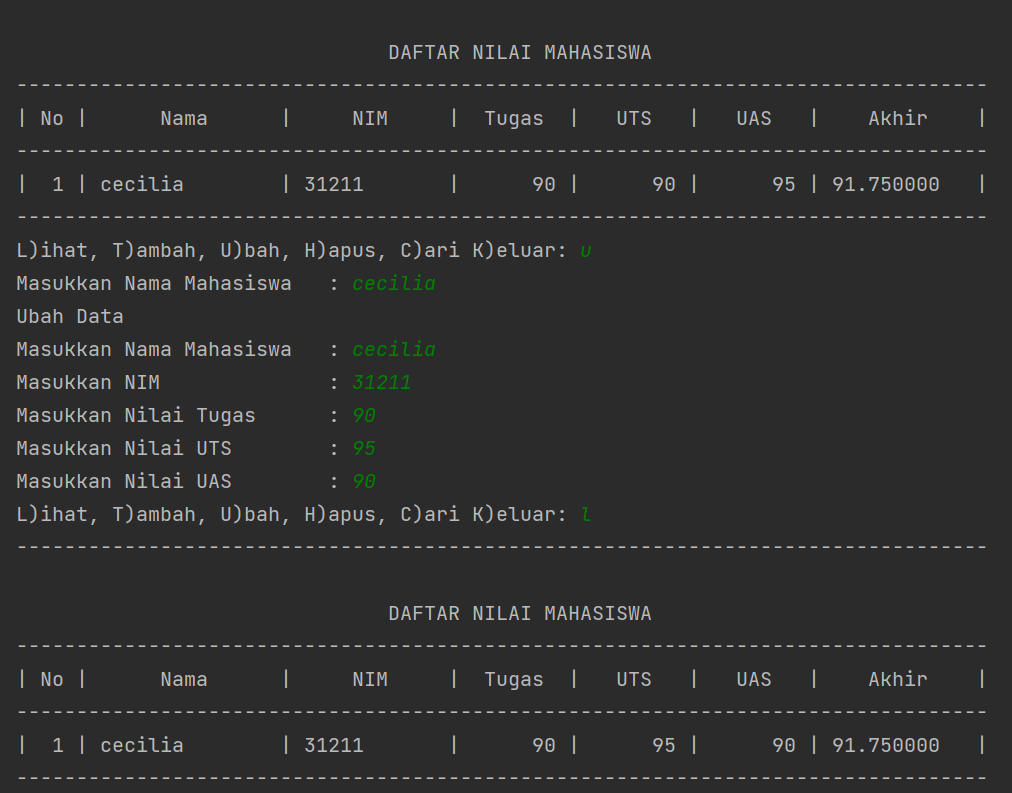 DAFTAR NILAI MAHASISWA
---------------------------------------------------------------------------------
| No |      Nama      |     NIM     |  Tugas  |   UTS   |   UAS   |    Akhir    |
---------------------------------------------------------------------------------
|  1 | cecilia        | 31211       |      90 |      90 |      95 | 91.750000   |
---------------------------------------------------------------------------------
L)ihat, T)ambah, U)bah, H)apus, C)ari K)eluar: u
Masukkan Nama Mahasiswa   : cecilia
Ubah Data
Masukkan Nama Mahasiswa   : cecilia
Masukkan NIM              : 31211
Masukkan Nilai Tugas      : 90
Masukkan Nilai UTS        : 95
Masukkan Nilai UAS        : 90
L)ihat, T)ambah, U)bah, H)apus, C)ari K)eluar: l
---------------------------------------------------------------------------------
DAFTAR NILAI MAHASISWA
---------------------------------------------------------------------------------
| No |      Nama      |     NIM     |  Tugas  |   UTS   |   UAS   |    Akhir    |
---------------------------------------------------------------------------------
|  1 | cecilia        | 31211       |      90 |      95 |      90 | 91.750000   |
---------------------------------------------------------------------------------